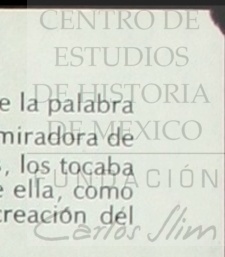 CENTRO DE
ESTUDIOS
DE HISTORIA
DE MEXICO
FUNDACIÓN
Carlos Slim
e la palabra
miradora de
, los tocaba
e ella, como
creación del